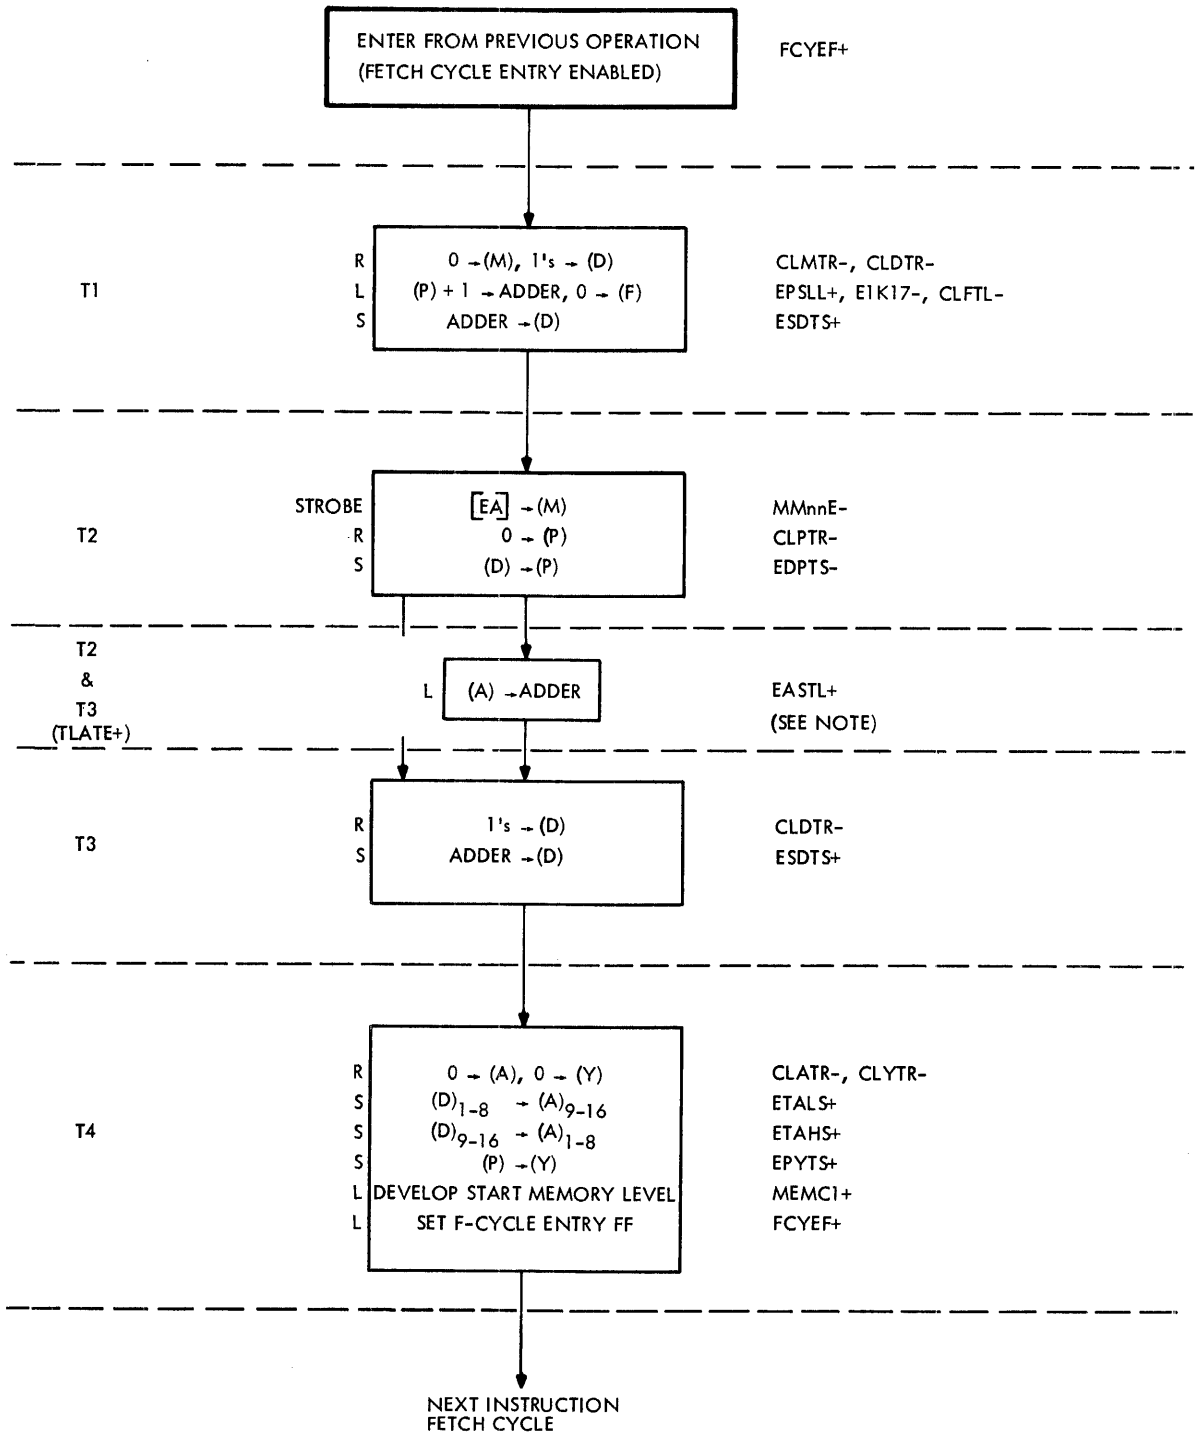 ENTER FROM PREVIOUS OPERATION FCYEF+
(FETCH CYCLE ENTRY ENABLED)
R 0 → (M), 1's → (D) CLMTR-, CLDTR-
T1 L (P) + 1 → ADDER, 0 → (F) EPSLL+, E1K17-, CLFTL-
S ADDER → (D) ESDTS+
STROBE [EA] → (M) MMnnE-
T2 R 0 → (P) CLPTR-
S (D) → (P) EDPTS-
T2
&
T3
(TLATE+)
L (A) → ADDER EASTL+
(SEE NOTE)
R 1's → (D) CLDTR-
T3
S ADDER → (D) ESDTS+
R 0 → (A), 0 → (Y) CLATR-, CLYTR-
S (D)1-8 → (A)9-16 ETALS+
T4 S (D)9-16 → (A)1-8 ETAHS+
S (P) → (Y) EPYTS+
L DEVELOP START MEMORY LEVEL MEMC1+
L SET F-CYCLE ENTRY FF FCYEF+
NEXT INSTRUCTION
FETCH CYCLE